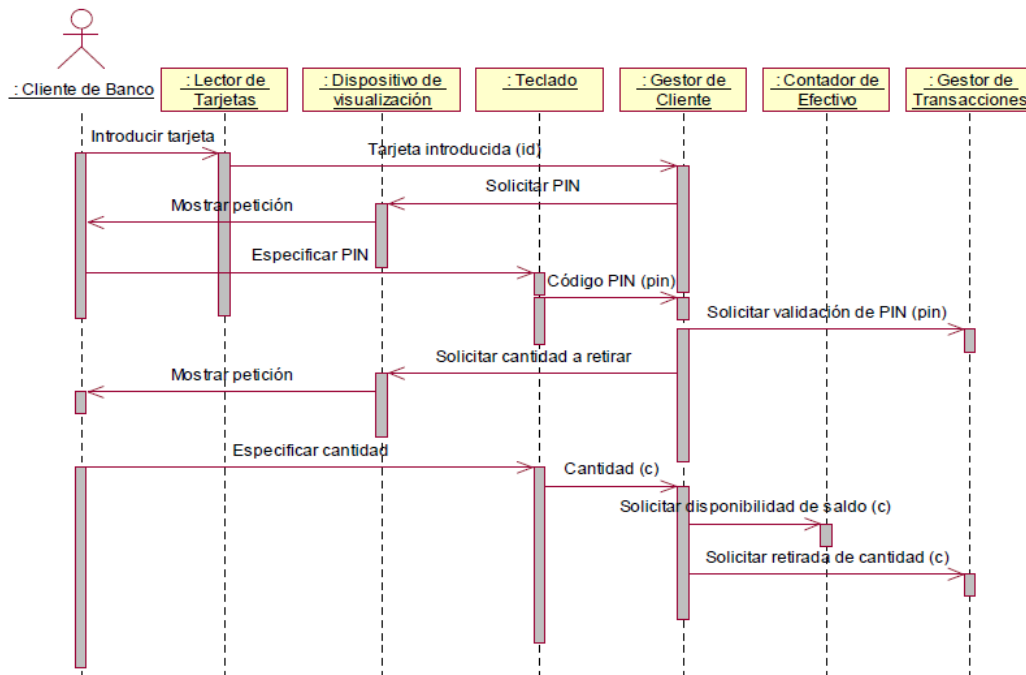 : Cliente de Banco
: Lector de
Tarjetas
: Dispositivo de
visualización
: Teclado
: Gestor de
Cliente
: Contador de
Efectivo
: Gestor de
Transacciones
Introducir tarjeta
Tarjeta introducida (id)
Solicitar PIN
Mostrar petición
Especificar PIN
Código PIN (pin)
Solicitar validación de PIN (pin)
Solicitar cantidad a retirar
Mostrar petición
Especificar cantidad
Cantidad (c)
Solicitar disponibilidad de saldo (c)
Solicitar retirada de cantidad (c)